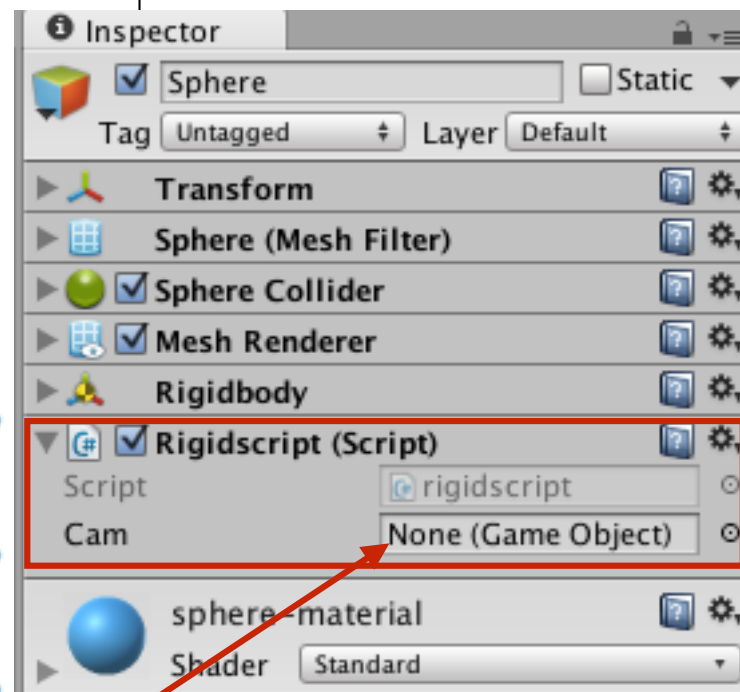 Inspector
Sphere Static
Tag Untagged Layer Default
Transform
Sphere (Mesh Filter)
Sphere Collider
Mesh Renderer
Rigidbody
Rigidscript (Script)
Script rigidscript
Cam None (Game Object)
sphere-material
Shader Standard